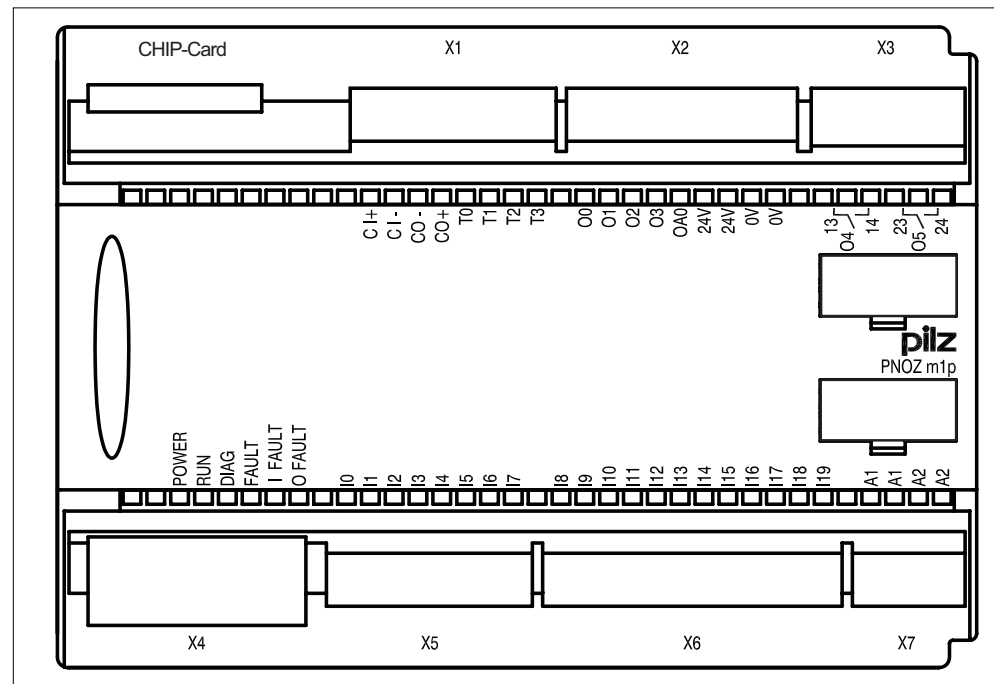 CHIP-Card X1 X2 X3
C I+ C I - CO - CO+ T0 T1 T2 T3 O0 O1 O2 O3 OA0 24V 24V 0V 0V 13 O4 14 23 O5 24
pilz
PNOZ m1p
POWER RUN DIAG FAULT I FAULT O FAULT I0 I1 I2 I3 I4 I5 I6 I7 I8 I9 I10 I11 I12 I13 I14 I15 I16 I17 I18 I19 A1 A1 A2 A2
X4 X5 X6 X7